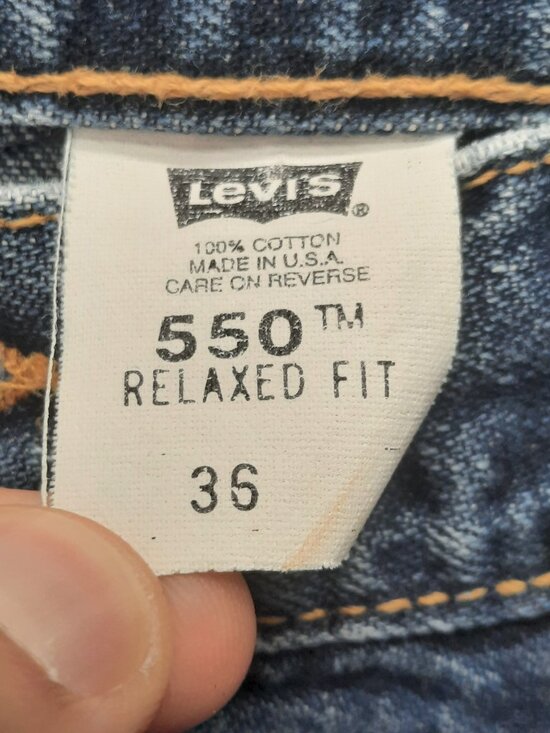 LEVI'S®
100% COTTON
MADE IN U.S.A.
CARE ON REVERSE
550™
RELAXED FIT
36